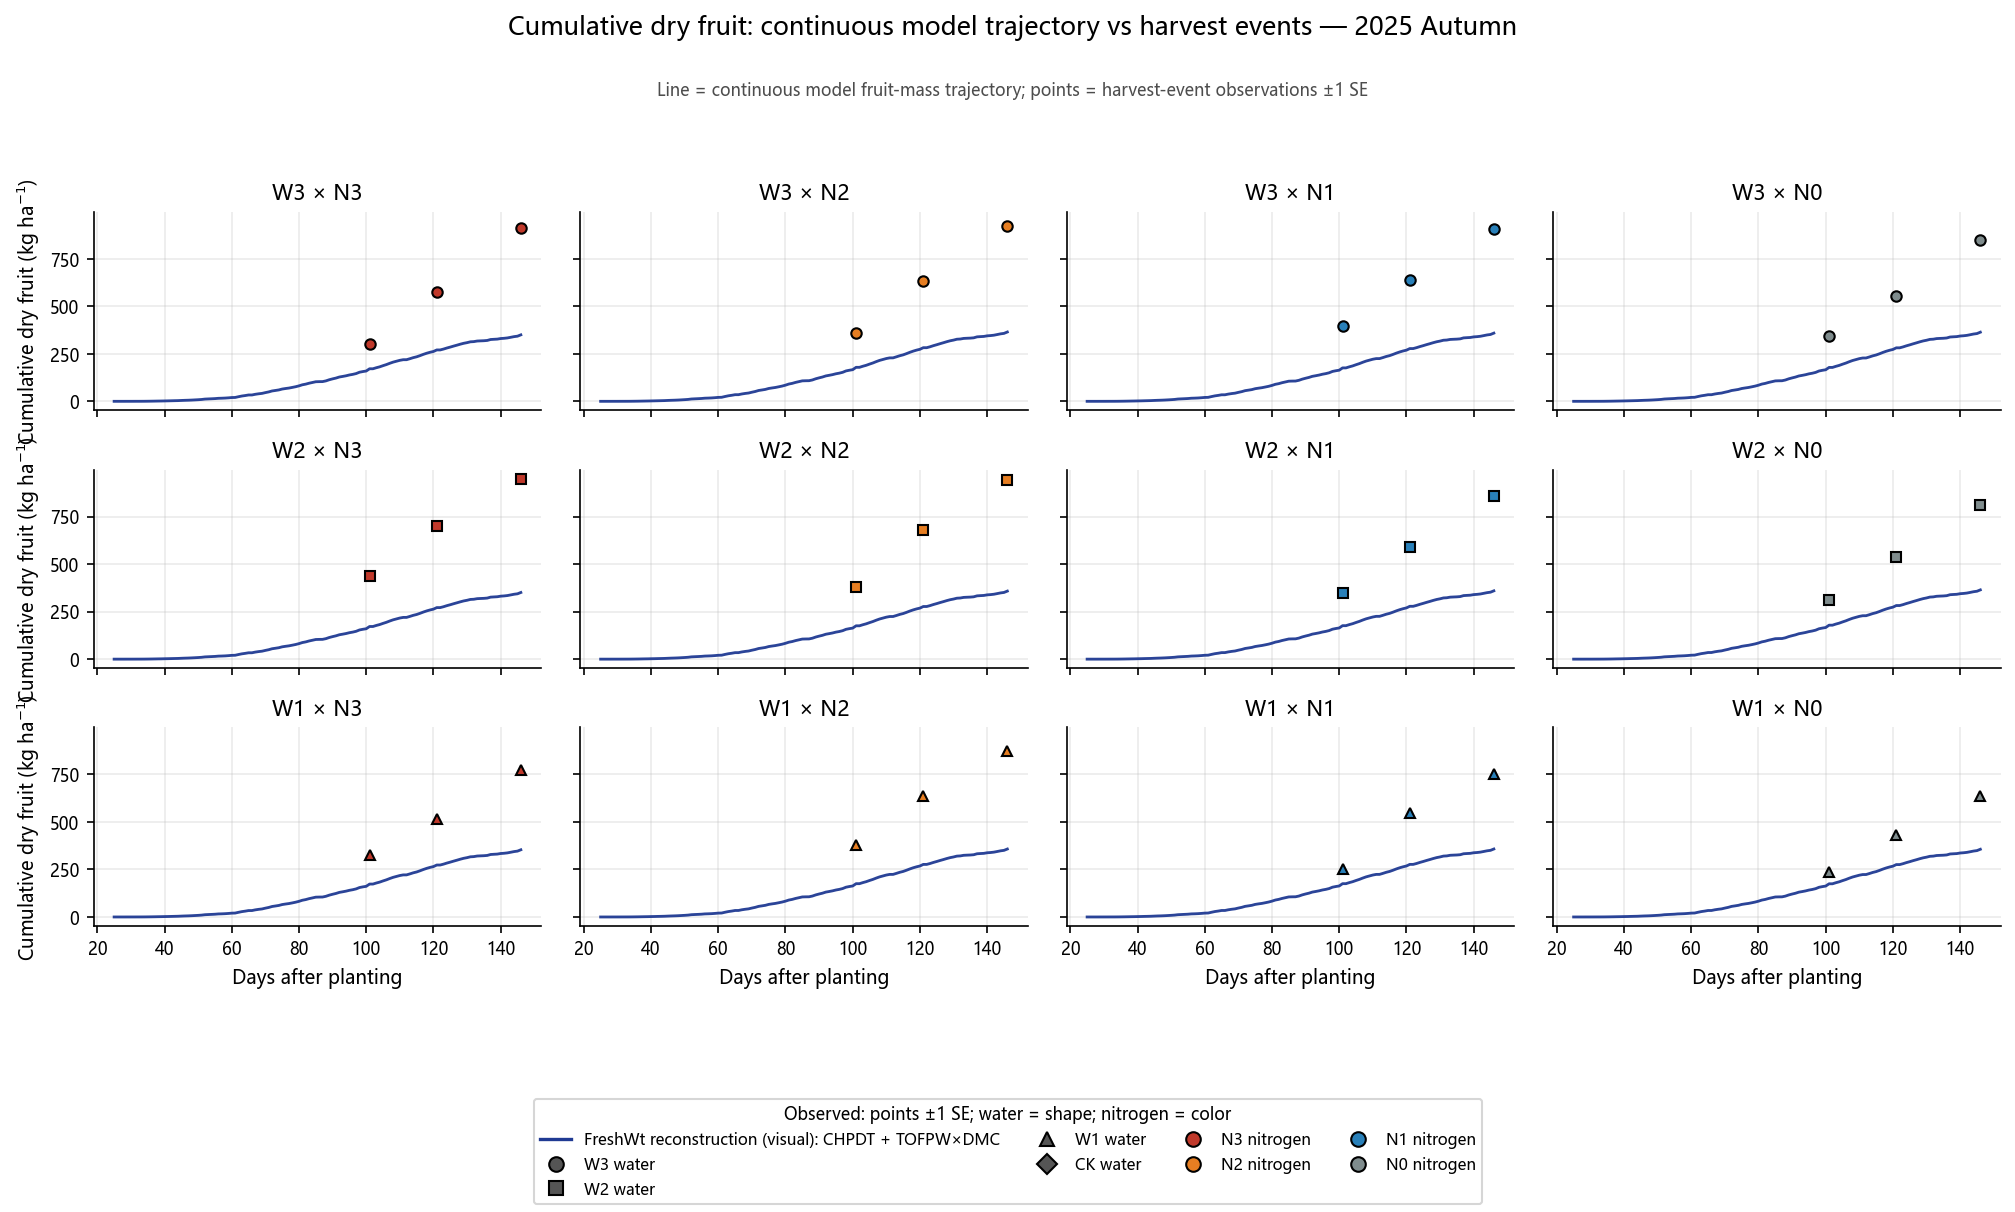 Cumulative dry fruit: continuous model trajectory vs harvest events — 2025 Autumn
Line = continuous model fruit-mass trajectory; points = harvest-event observations ±1 SE
W3 × N3
W3 × N2
W3 × N1
W3 × N0
Cumulative dry fruit (kg ha⁻¹)
750
500
250
0
W2 × N3
W2 × N2
W2 × N1
W2 × N0
Cumulative dry fruit (kg ha⁻¹)
750
500
250
0
W1 × N3
W1 × N2
W1 × N1
W1 × N0
Cumulative dry fruit (kg ha⁻¹)
750
500
250
0
20 40 60 80 100 120 140
20 40 60 80 100 120 140
20 40 60 80 100 120 140
20 40 60 80 100 120 140
Days after planting
Days after planting
Days after planting
Days after planting
Observed: points ±1 SE; water = shape; nitrogen = color
FreshWt reconstruction (visual): CHPDT + TOFPW×DMC
W3 water
W2 water
W1 water
CK water
N3 nitrogen
N2 nitrogen
N1 nitrogen
N0 nitrogen